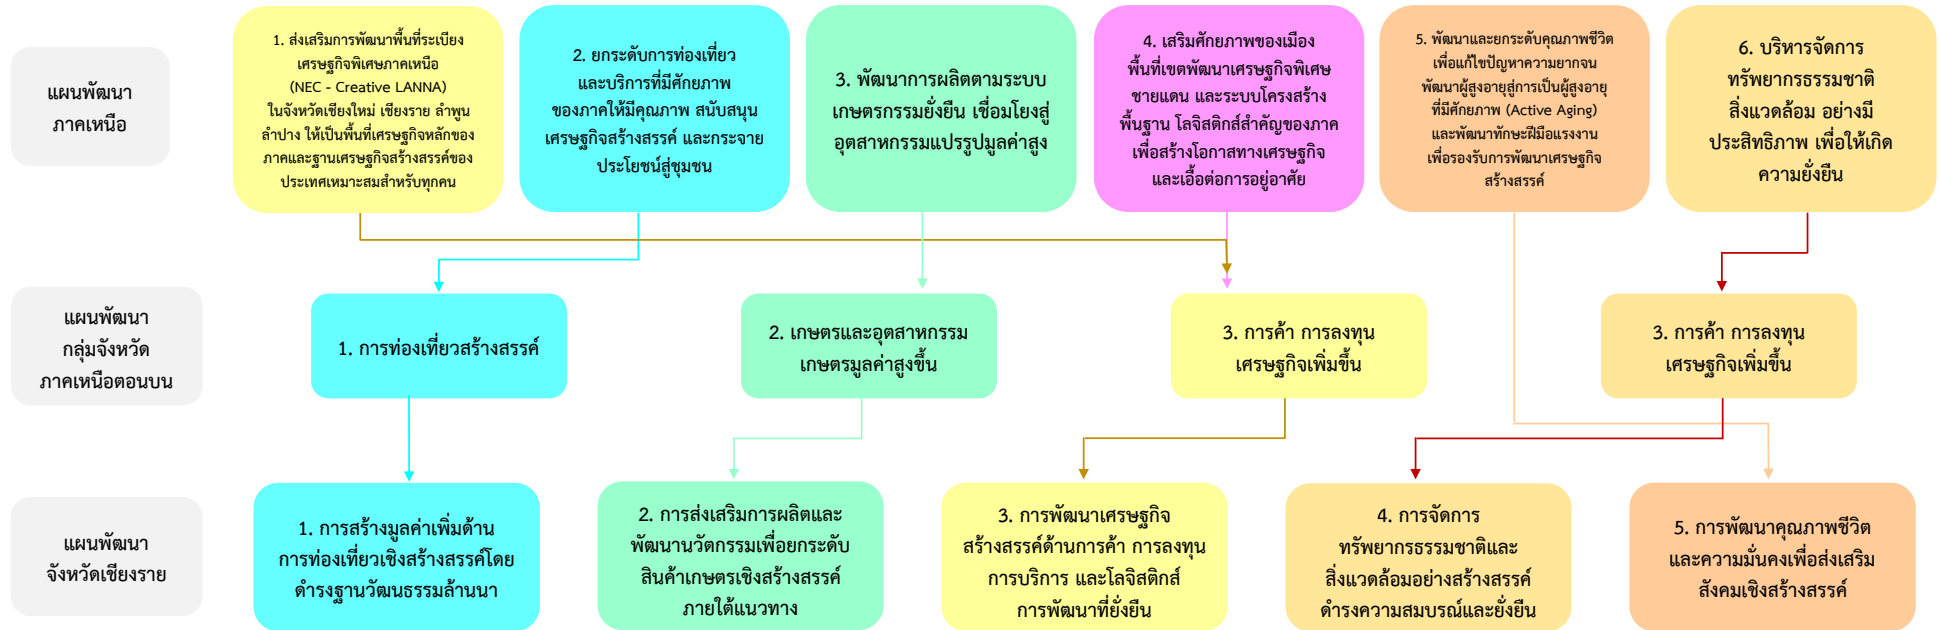 แผนพัฒนา
ภาคเหนือ
1. ส่งเสริมการพัฒนาพื้นที่ระเบียง
เศรษฐกิจพิเศษภาคเหนือ
(NEC - Creative LANNA)
ในจังหวัดเชียงใหม่ เชียงราย ลำพูน
ลำปาง ให้เป็นพื้นที่เศรษฐกิจหลักของ
ภาคและฐานเศรษฐกิจสร้างสรรค์ของ
ประเทศเหมาะสมสำหรับทุกคน
2. ยกระดับการท่องเที่ยว
และบริการที่มีศักยภาพ
ของภาคให้มีคุณภาพ สนับสนุน
เศรษฐกิจสร้างสรรค์ และกระจาย
ประโยชน์สู่ชุมชน
3. พัฒนาการผลิตตามระบบ
เกษตรกรรมยั่งยืน เชื่อมโยงสู่
อุตสาหกรรมแปรรูปมูลค่าสูง
4. เสริมศักยภาพของเมือง
พื้นที่เขตพัฒนาเศรษฐกิจพิเศษ
ชายแดน และระบบโครงสร้าง
พื้นฐาน โลจิสติกส์สำคัญของภาค
เพื่อสร้างโอกาสทางเศรษฐกิจ
และเอื้อต่อการอยู่อาศัย
5. พัฒนาและยกระดับคุณภาพชีวิต
เพื่อแก้ไขปัญหาความยากจน
พัฒนาผู้สูงอายุสู่การเป็นผู้สูงอายุ
ที่มีศักยภาพ (Active Aging)
และพัฒนาทักษะฝีมือแรงงาน
เพื่อรองรับการพัฒนาเศรษฐกิจ
สร้างสรรค์
6. บริหารจัดการ
ทรัพยากรธรรมชาติ
สิ่งแวดล้อม อย่างมี
ประสิทธิภาพ เพื่อให้เกิด
ความยั่งยืน
แผนพัฒนา
กลุ่มจังหวัด
ภาคเหนือตอนบน
1. การท่องเที่ยวสร้างสรรค์
2. เกษตรและอุตสาหกรรม
เกษตรมูลค่าสูงขึ้น
3. การค้า การลงทุน
เศรษฐกิจเพิ่มขึ้น
3. การค้า การลงทุน
เศรษฐกิจเพิ่มขึ้น
แผนพัฒนา
จังหวัดเชียงราย
1. การสร้างมูลค่าเพิ่มด้าน
การท่องเที่ยวเชิงสร้างสรรค์โดย
ดำรงฐานวัฒนธรรมล้านนา
2. การส่งเสริมการผลิตและ
พัฒนานวัตกรรมเพื่อยกระดับ
สินค้าเกษตรเชิงสร้างสรรค์
ภายใต้แนวทาง
3. การพัฒนาเศรษฐกิจ
สร้างสรรค์ด้านการค้า การลงทุน
การบริการ และโลจิสติกส์
การพัฒนาที่ยั่งยืน
4. การจัดการ
ทรัพยากรธรรมชาติและ
สิ่งแวดล้อมอย่างสร้างสรรค์
ดำรงความสมบรณ์และยั่งยืน
5. การพัฒนาคุณภาพชีวิต
และความมั่นคงเพื่อส่งเสริม
สังคมเชิงสร้างสรรค์